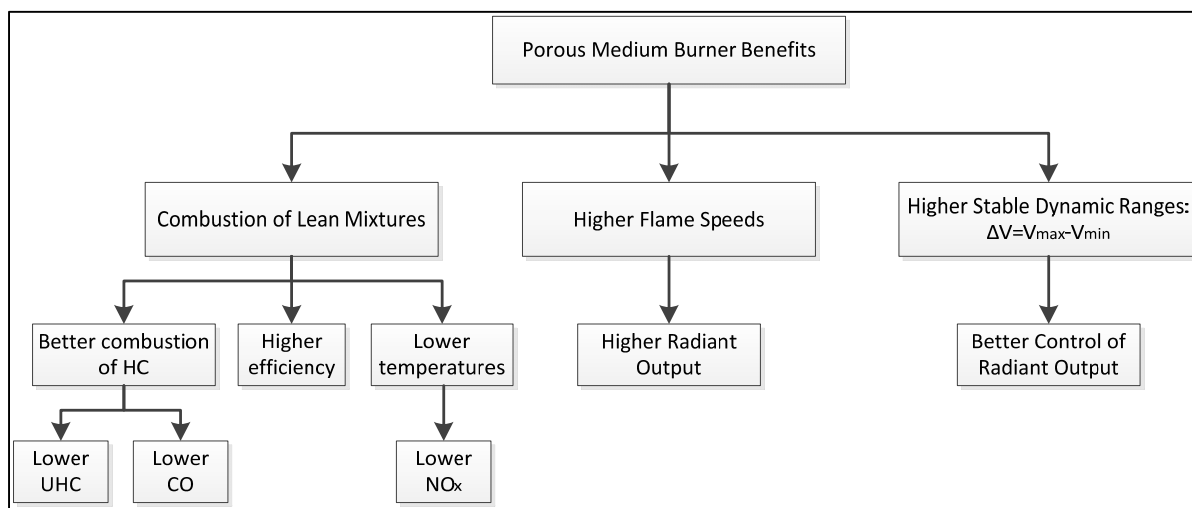 Porous Medium Burner Benefits
Combustion of Lean Mixtures
Higher Flame Speeds
Higher Stable Dynamic Ranges:
ΔV=Vmax-Vmin
Better combustion
of HC
Higher
efficiency
Lower
temperatures
Higher Radiant
Output
Better Control of
Radiant Output
Lower
UHC
Lower
CO
Lower
NOx